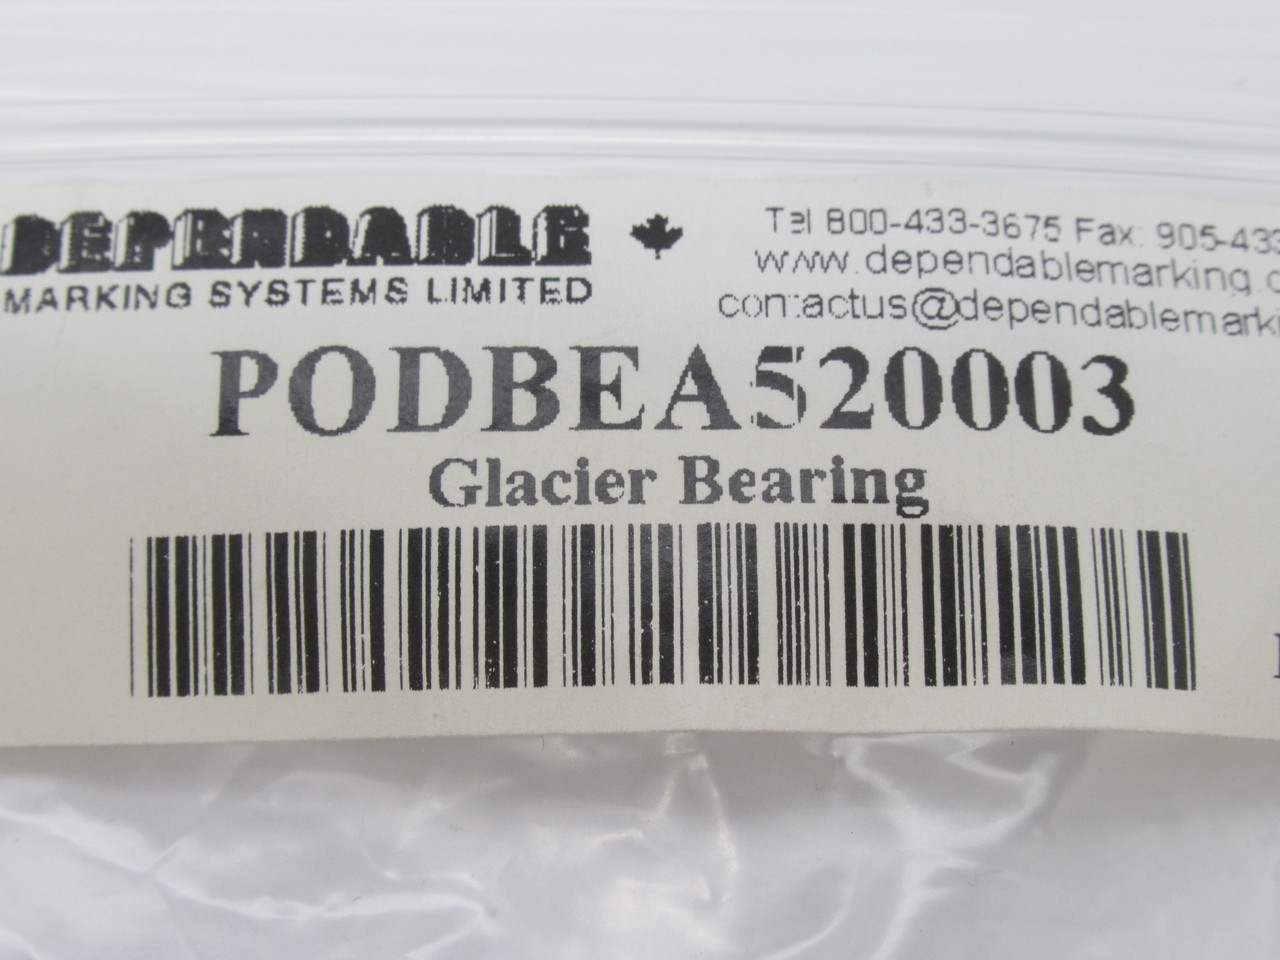 DEPENDABLE
MARKING SYSTEMS LIMITED
Tel 800-433-3675 Fax: 905-433
www.dependablemarking.c
contactus@dependablemarki
PODBEA520003
Glacier Bearing